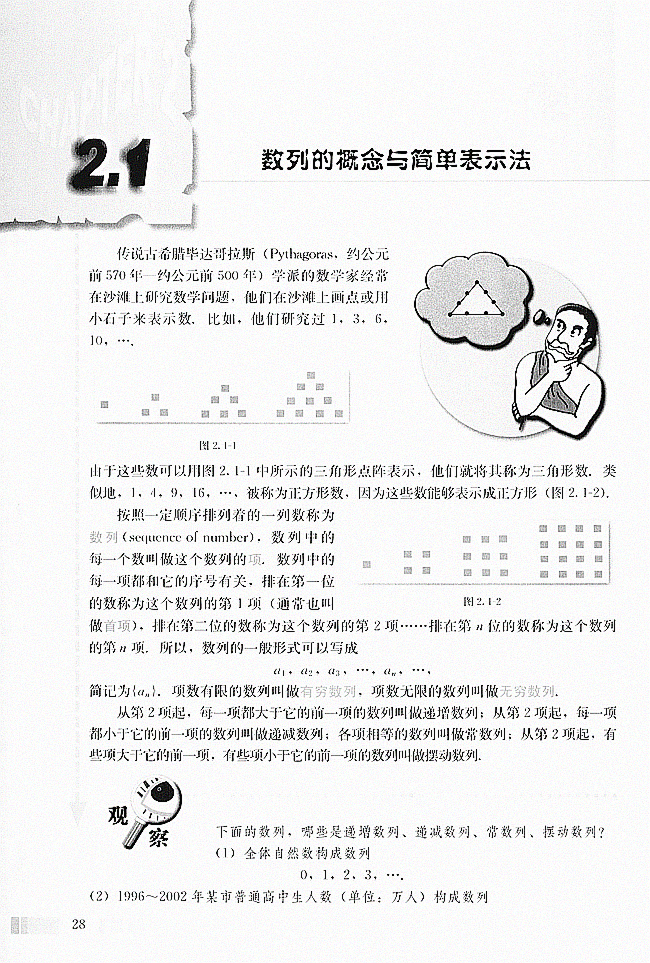 CHAPTER 2
2.1
数列的概念与简单表示法
传说古希腊毕达哥拉斯（Pythagoras，约公元
前570年—约公元前500年）学派的数学家经常
在沙滩上研究数学问题，他们在沙滩上画点或用
小石子来表示数．比如，他们研究过1，3，6，
10，…．
图2.1-1
由于这些数可以用图2.1-1中所示的三角形点阵表示，他们就将其称为三角形数．类
似地，1，4，9，16，…，被称为正方形数，因为这些数能够表示成正方形（图2.1-2）．
按照一定顺序排列着的一列数称为
数列（sequence of number），数列中的
每一个数叫做这个数列的项．数列中的
每一项都和它的序号有关，排在第一位
的数称为这个数列的第1项（通常也叫
图2.1-2
做首项），排在第二位的数称为这个数列的第2项……排在第n位的数称为这个数列
的第n项．所以，数列的一般形式可以写成
a₁，a₂，a₃，…，aₙ，…，
简记为{aₙ}．项数有限的数列叫做有穷数列，项数无限的数列叫做无穷数列．
从第2项起，每一项都大于它的前一项的数列叫做递增数列；从第2项起，每一项
都小于它的前一项的数列叫做递减数列；各项相等的数列叫做常数列；从第2项起，有
些项大于它的前一项，有些项小于它的前一项的数列叫做摆动数列．
观察
下面的数列，哪些是递增数列、递减数列、常数列、摆动数列？
（1）全体自然数构成数列
0，1，2，3，…．
（2）1996～2002年某市普通高中生人数（单位：万人）构成数列
28